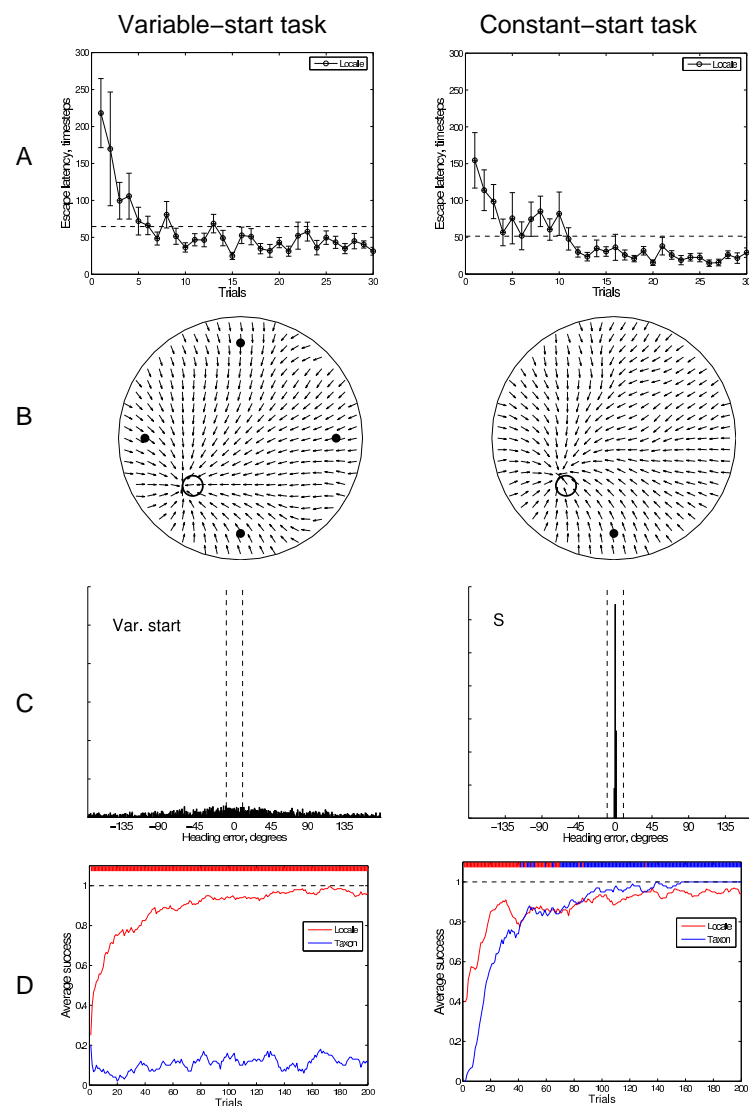 Variable−start task
Constant−start task
A
300
250
200
150
100
50
0
0 5 10 15 20 25 30
Escape latency, timesteps
Trials
Locale
300
250
200
150
100
50
0
0 5 10 15 20 25 30
Escape latency, timesteps
Trials
Locale
B
C
Var. start
−135 −90 −45 0 45 90 135
Heading error, degrees
S
−135 −90 −45 0 45 90 135
Heading error, degrees
D
1
0.8
0.6
0.4
0.2
0
0 20 40 60 80 100 120 140 160 180 200
Average success
Trials
Locale
Taxon
1
0.8
0.6
0.4
0.2
0
0 20 40 60 80 100 120 140 160 180 200
Average success
Trials
Locale
Taxon